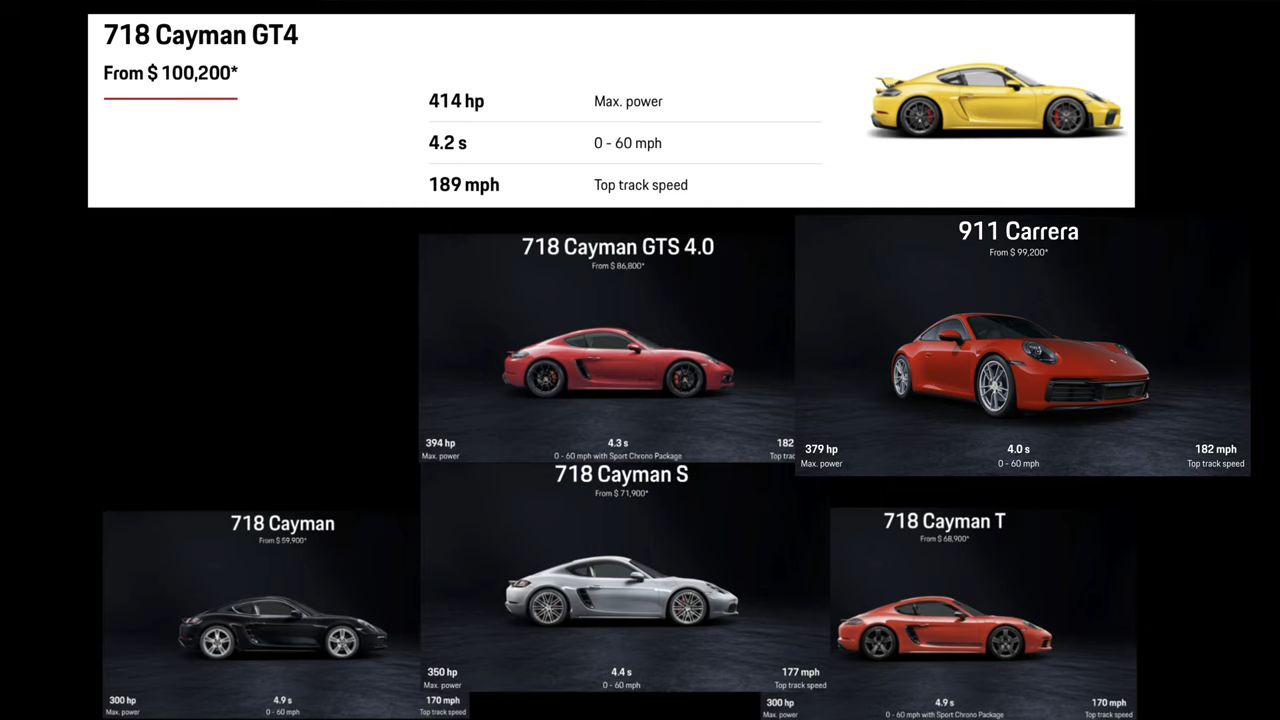 718 Cayman GT4
From $ 100,200*
414 hp Max. power
4.2 s 0 - 60 mph
189 mph Top track speed
718 Cayman GTS 4.0
From $ 86,800*
394 hp 4.3 s 182
Max. power 0 - 60 mph with Sport Chrono Package Top trac
911 Carrera
From $ 99,200*
379 hp 4.0 s 182 mph
Max. power 0 - 60 mph Top track speed
718 Cayman S
From $ 71,900*
350 hp 4.4 s 177 mph
Max. power 0 - 60 mph Top track speed
718 Cayman
From $ 59,900*
300 hp 4.9 s 170 mph
Max. power 0 - 60 mph Top track speed
718 Cayman T
From $ 68,900*
300 hp 4.9 s 170 mph
Max. power 0 - 60 mph with Sport Chrono Package Top track speed